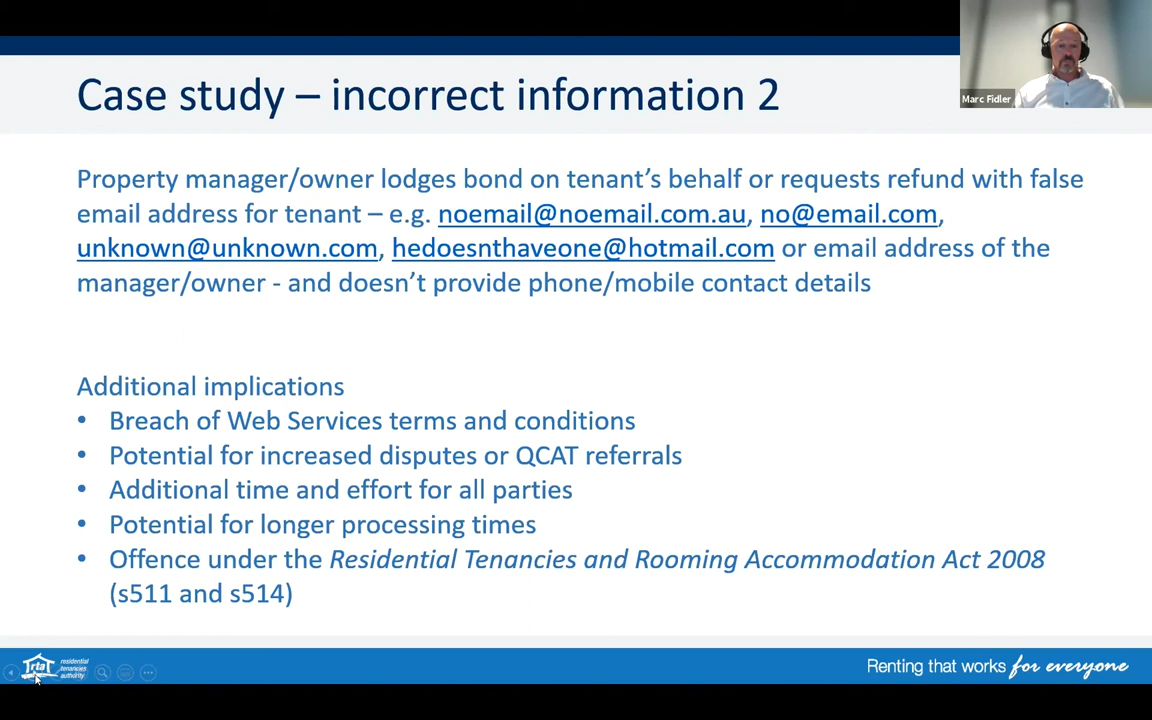 Case study – incorrect information 2
Marc Fidler
Property manager/owner lodges bond on tenant’s behalf or requests refund with false
email address for tenant – e.g. noemail@noemail.com.au, no@email.com,
unknown@unknown.com, hedoesnthaveone@hotmail.com or email address of the
manager/owner - and doesn’t provide phone/mobile contact details
Additional implications
• Breach of Web Services terms and conditions
• Potential for increased disputes or QCAT referrals
• Additional time and effort for all parties
• Potential for longer processing times
• Offence under the Residential Tenancies and Rooming Accommodation Act 2008
(s511 and s514)
rta
residential
tenancies
authority
Renting that works for everyone